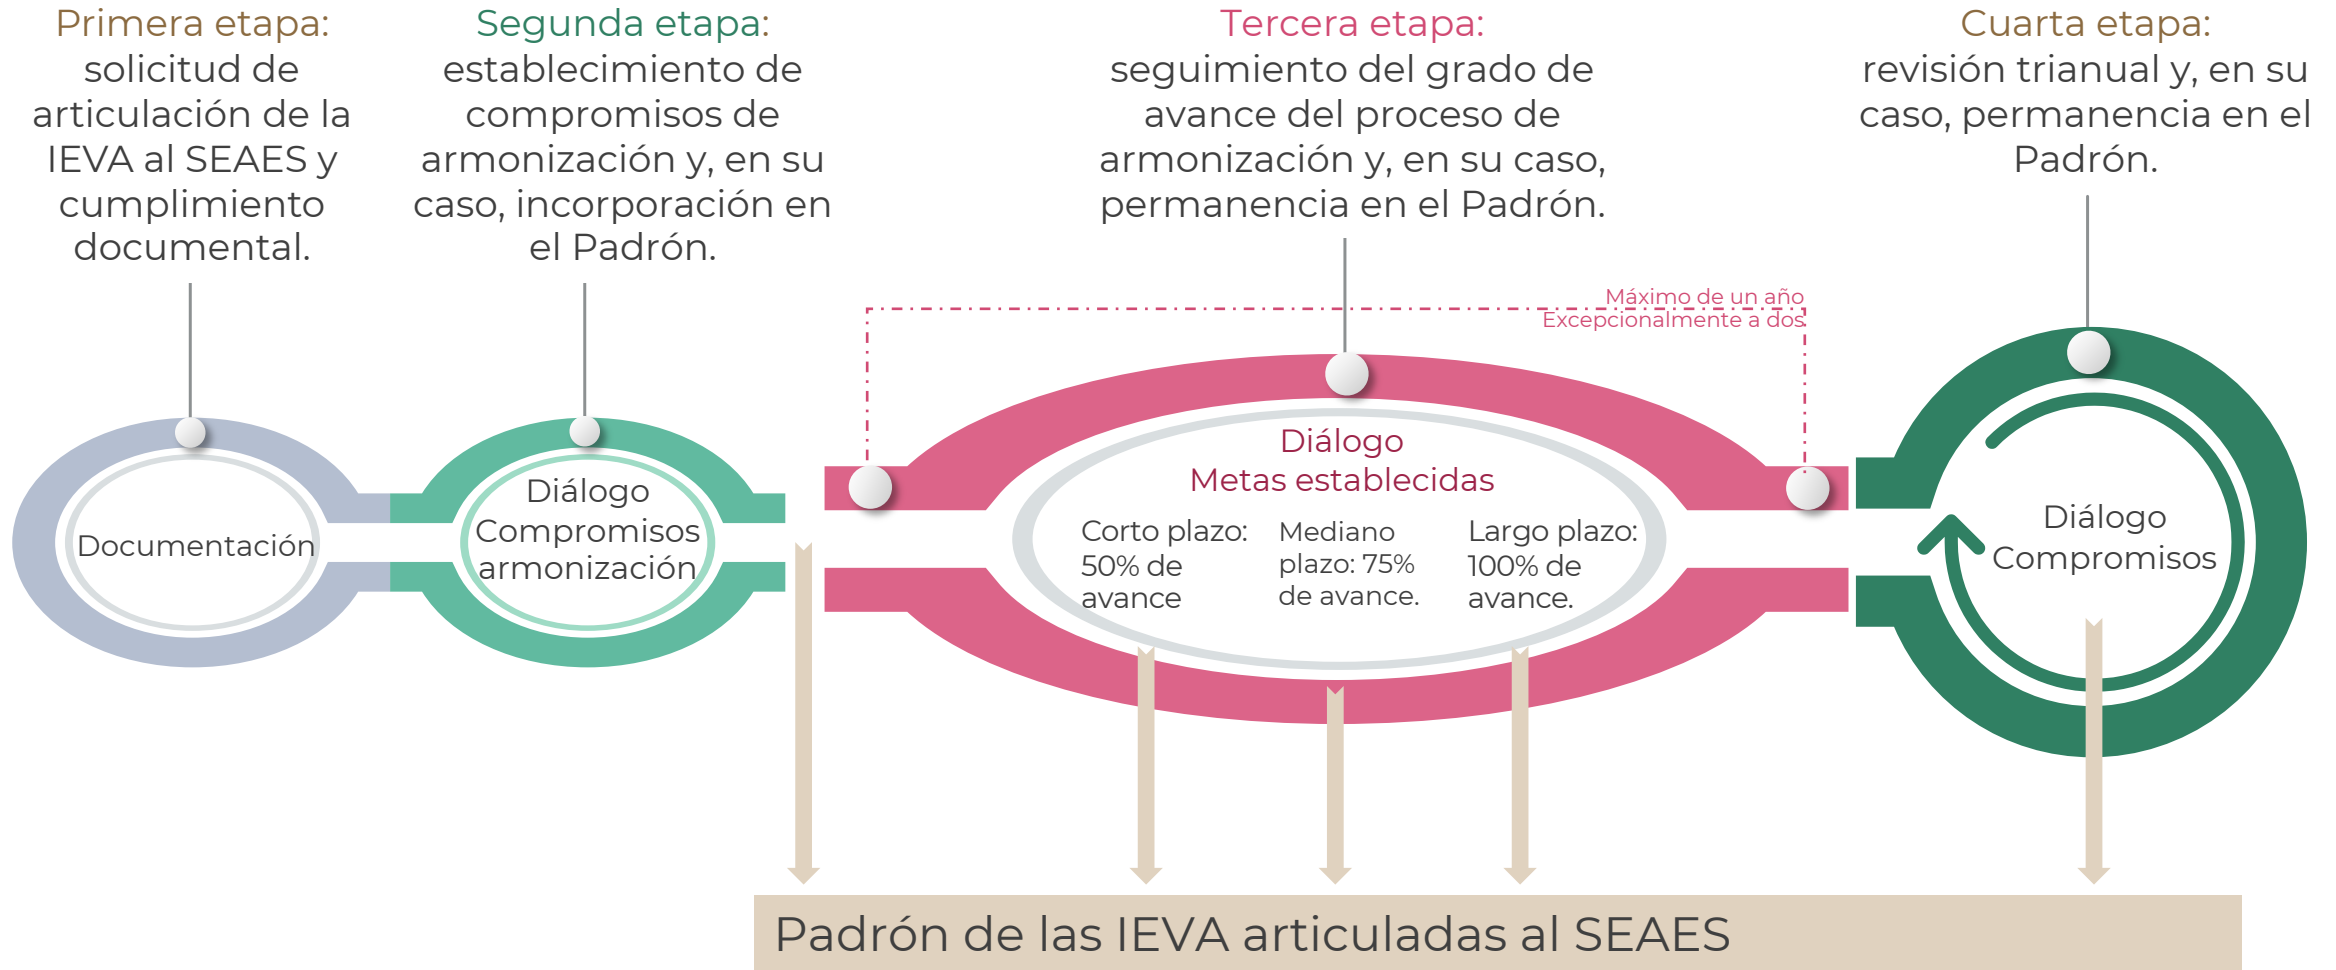 Primera etapa:
solicitud de
articulación de la
IEVA al SEAES y
cumplimiento
documental.
Segunda etapa:
establecimiento de
compromisos de
armonización y, en su
caso, incorporación en
el Padrón.
Tercera etapa:
seguimiento del grado de
avance del proceso de
armonización y, en su caso,
permanencia en el Padrón.
Cuarta etapa:
revisión trianual y, en su
caso, permanencia en el
Padrón.
Máximo de un año
Excepcionalmente a dos
Documentación
Diálogo
Compromisos
armonización
Diálogo
Metas establecidas
Corto plazo:
50% de
avance
Mediano
plazo: 75%
de avance.
Largo plazo:
100% de
avance.
Diálogo
Compromisos
Padrón de las IEVA articuladas al SEAES